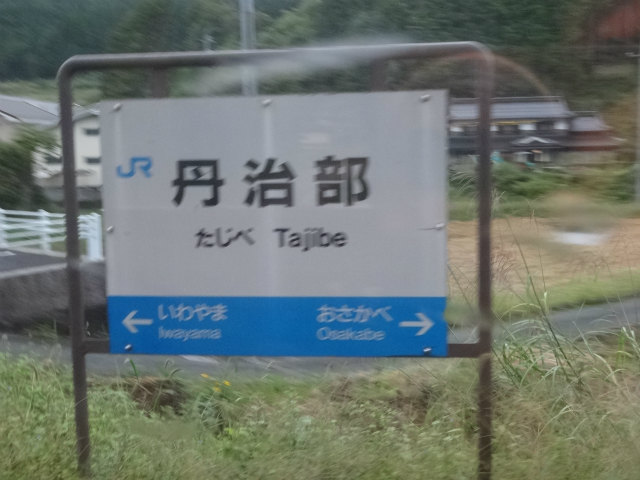 JR
丹治部
たじべ Tajibe
← いわやま おさかべ →
Iwayama Osakabe